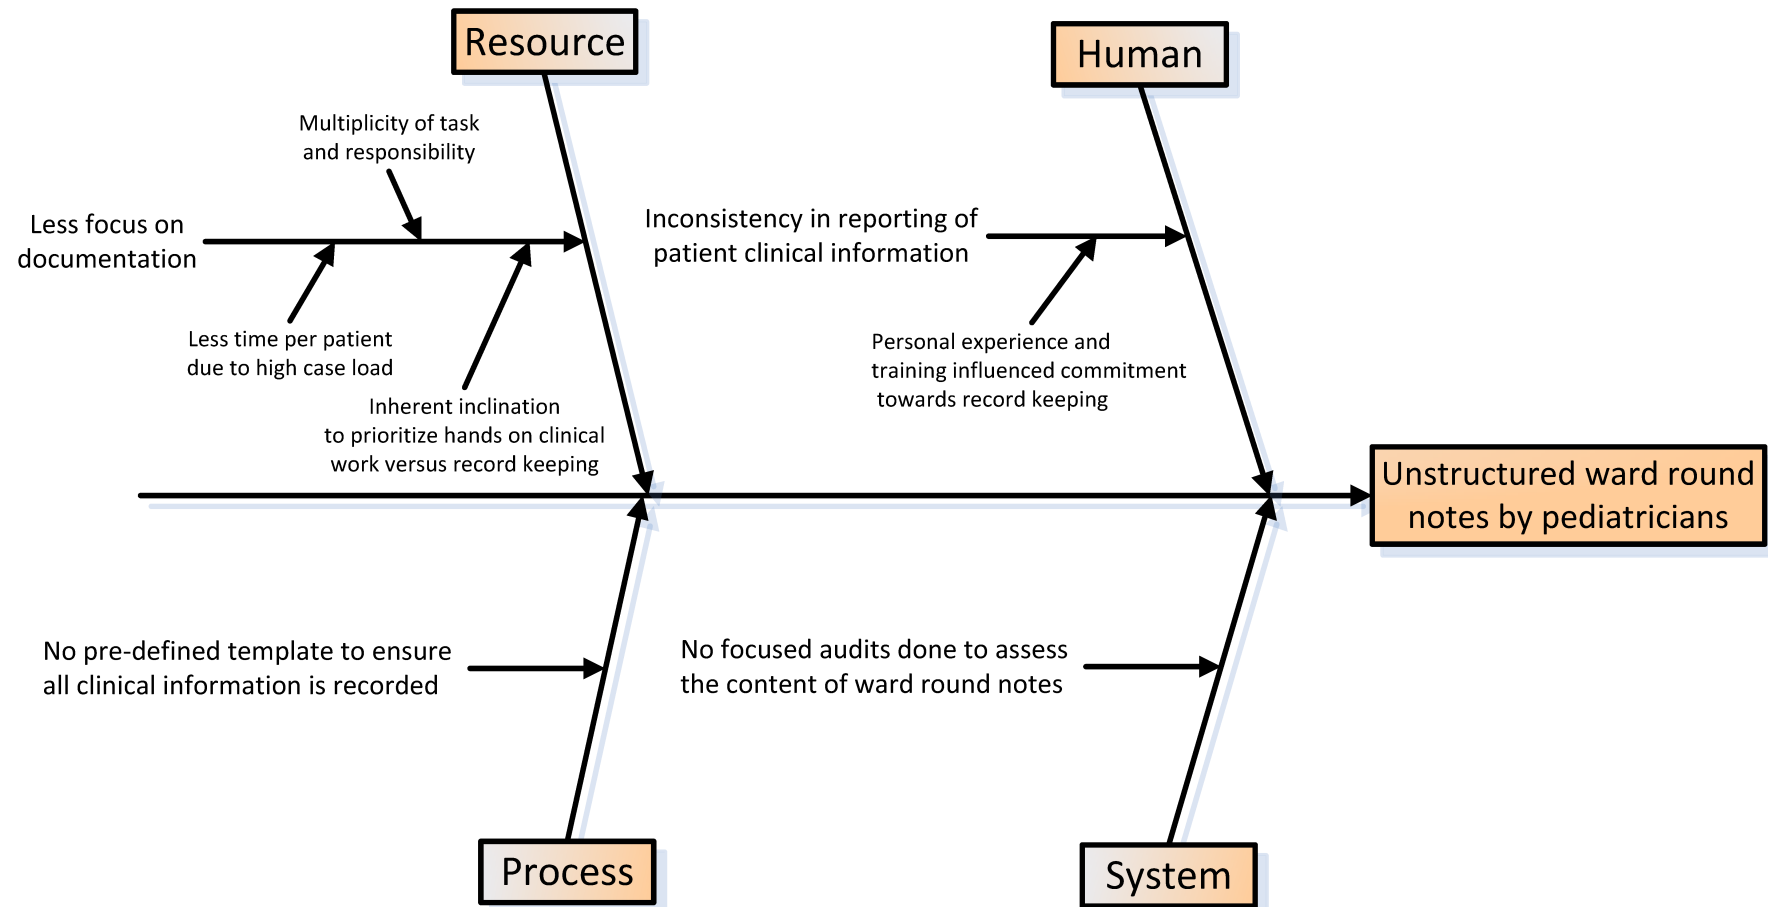 Resource
Human
Multiplicity of task
and responsibility
Less focus on
documentation
Inconsistency in reporting of
patient clinical information
Less time per patient
due to high case load
Personal experience and
training influenced commitment
towards record keeping
Inherent inclination
to prioritize hands on clinical
work versus record keeping
Unstructured ward round
notes by pediatricians
No pre-defined template to ensure
all clinical information is recorded
No focused audits done to assess
the content of ward round notes
Process
System